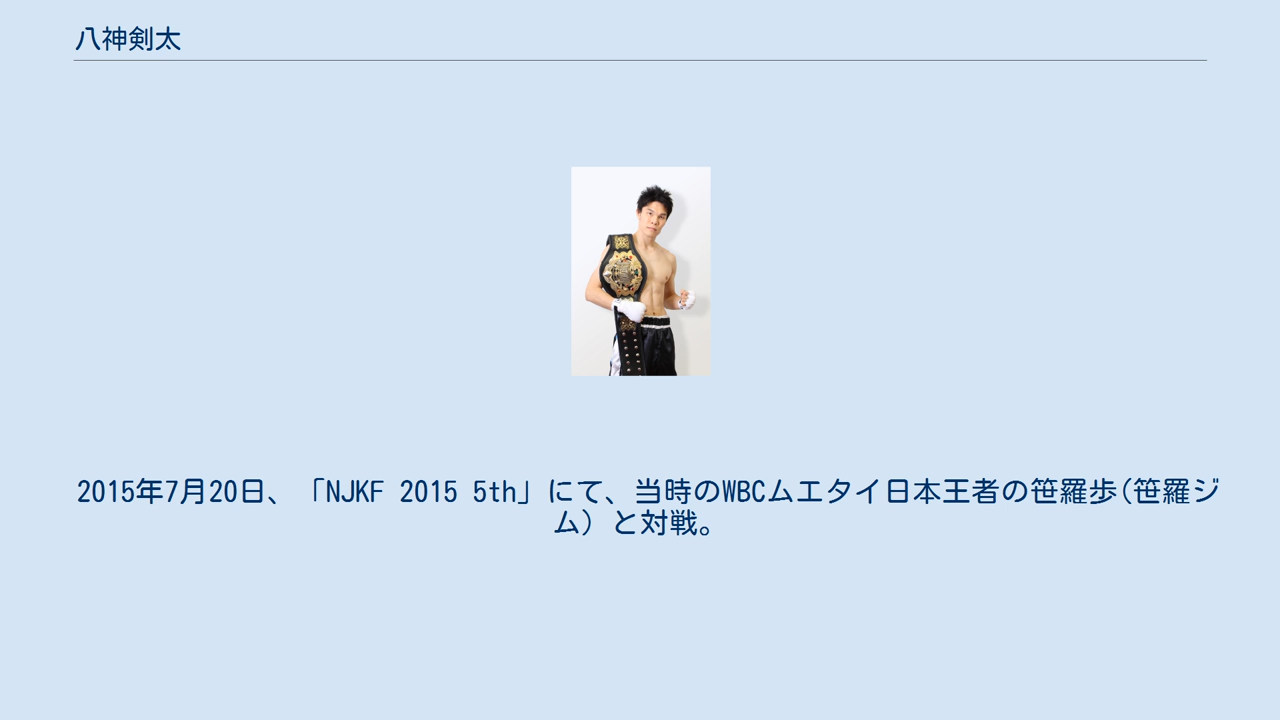 八神剣太
2015年7月20日、「NJKF 2015 5th」にて、当時のWBCムエタイ日本王者の笹羅歩(笹羅ジ
ム）と対戦。